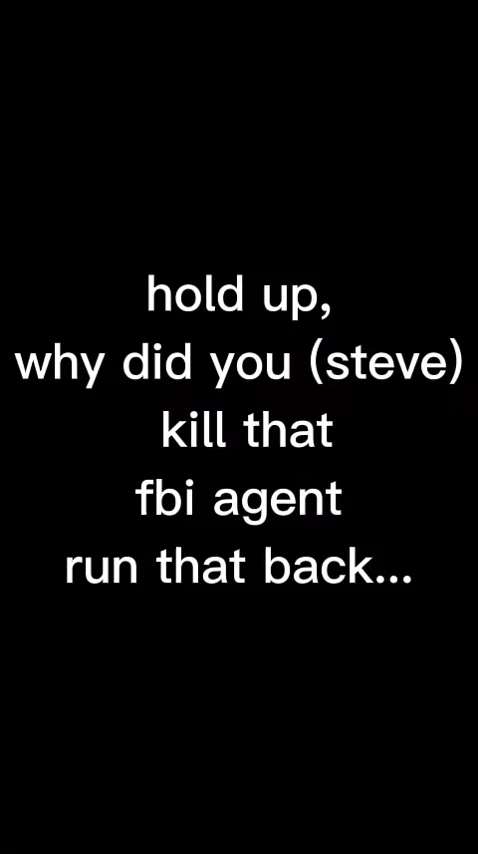 hold up,
why did you (steve)
kill that
fbi agent
run that back...